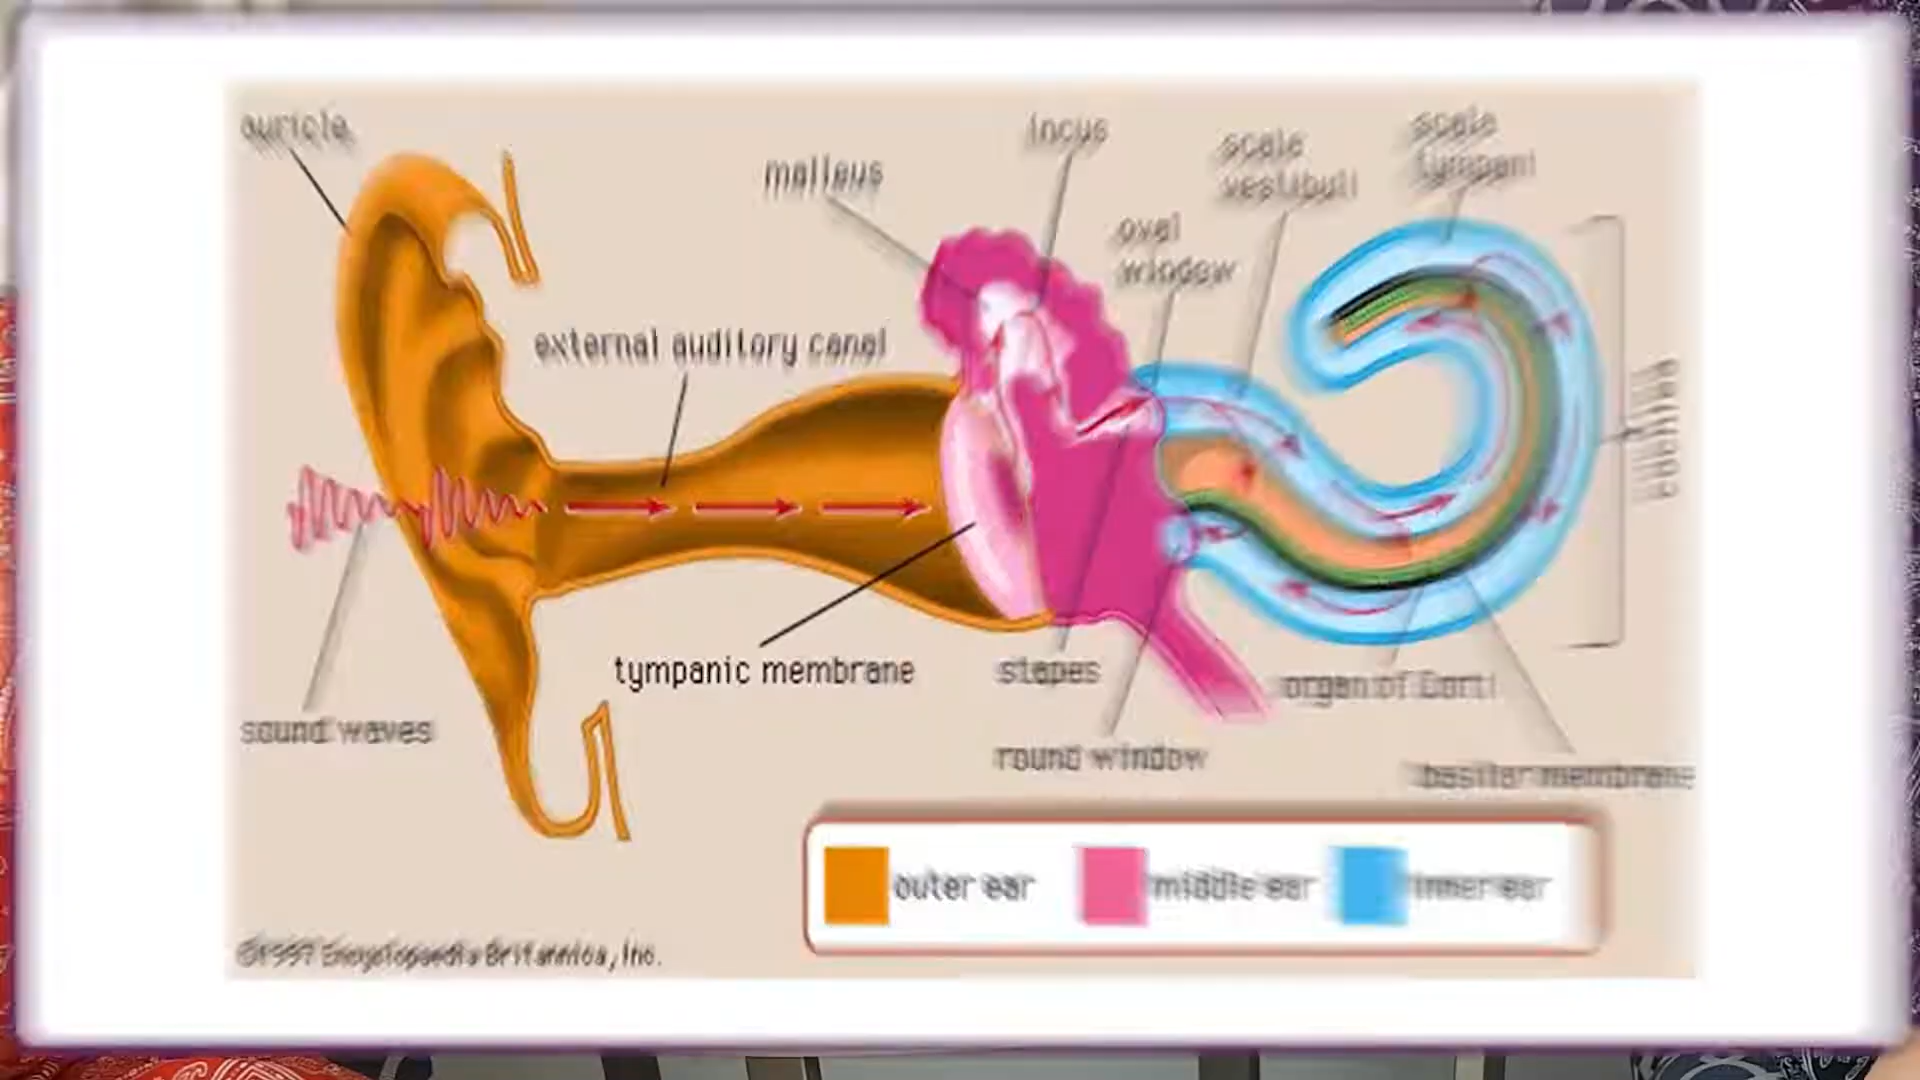 auricle
malleus
incus
scala
vestibuli
scala
tympani
oval
window
external auditory canal
cochlea
tympanic membrane
stapes
organ of Corti
sound waves
round window
basilar membrane
outer ear
middle ear
inner ear
©1997 Encyclopaedia Britannica, Inc.